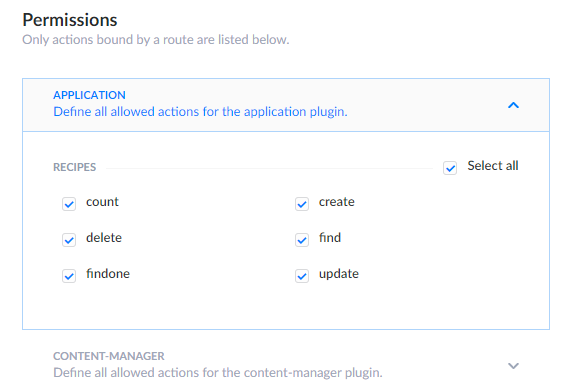 Permissions
Only actions bound by a route are listed below.
APPLICATION
Define all allowed actions for the application plugin.
RECIPES
Select all
count
create
delete
find
findone
update
CONTENT-MANAGER
Define all allowed actions for the content-manager plugin.